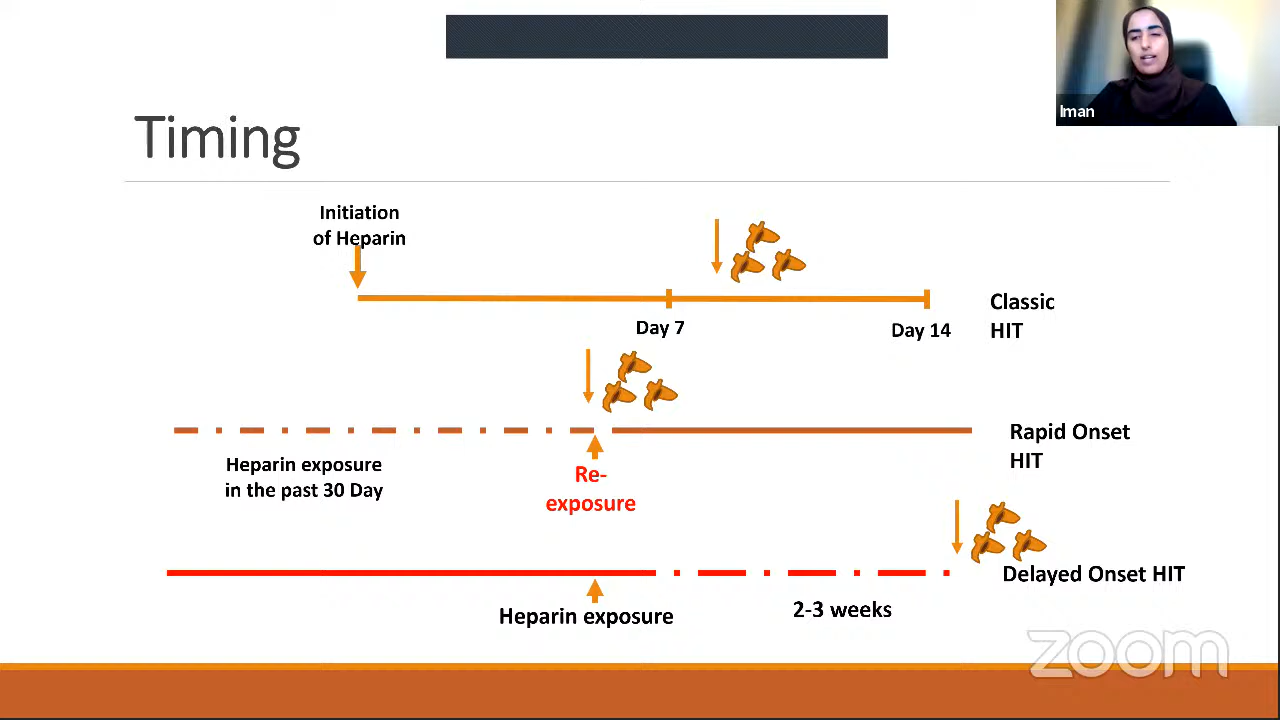 Iman
Timing
Initiation
of Heparin
Day 7
Day 14
Classic
HIT
Heparin exposure
in the past 30 Day
Re-
exposure
Rapid Onset
HIT
Heparin exposure
2-3 weeks
Delayed Onset HIT
zoom